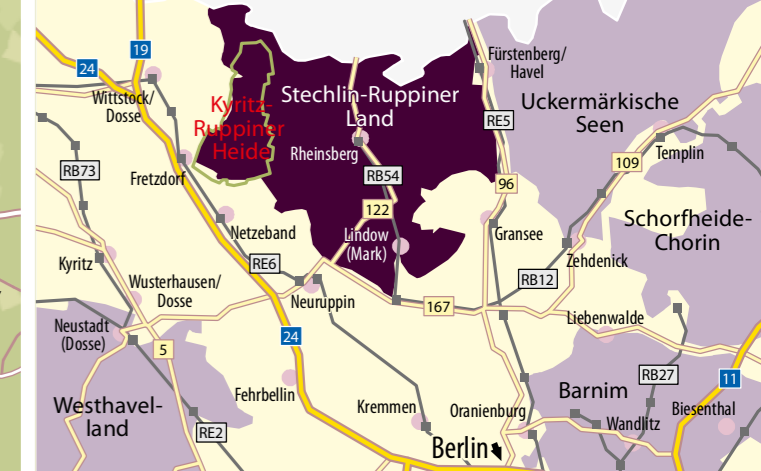 19
24
Wittstock/
Dosse
Kyritz-
Ruppiner
Heide
Stechlin-Ruppiner
Land
Rheinsberg
Fürstenberg/
Havel
Uckermärkische
Seen
RE5
Templin
109
RB73
Fretzdorf
RB54
96
122
Netzeband
Lindow
(Mark)
Gransee
Schorfheide-
Chorin
Kyritz
RE6
Zehdenick
RB12
Wusterhausen/
Dosse
Neuruppin
167
Liebenwalde
Neustadt
(Dosse)
5
24
RB27
11
Fehrbellin
Barnim
Westhavel-
land
Kremmen
Oranienburg
Wandlitz
Biesenthal
RE2
Berlin